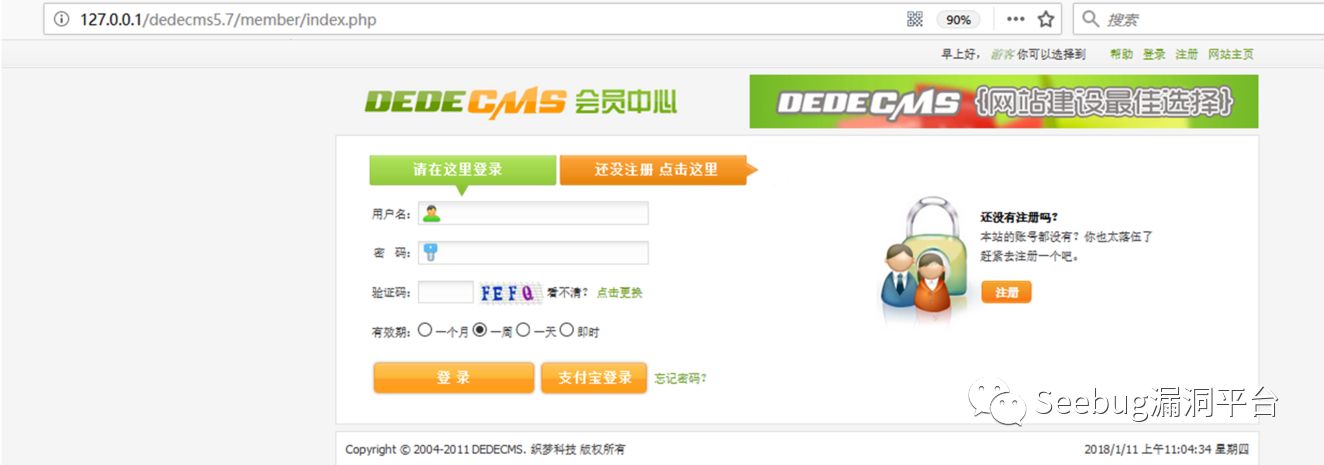 127.0.0.1/dedecms5.7/member/index.php 90% 搜索
早上好， 游客 你可以选择到 帮助 登录 注册 网站主页
DEDECMS 会员中心 DEDECMS {网站建设最佳选择}
请在这里登录 还没注册 点击这里
用户名:
密 码:
验证码: FEFQ 看不清? 点击更换
有效期: 一个月 一周 一天 即时
登 录 支付宝登录 忘记密码?
还没有注册吗?
本站的账号都没有? 你也太落伍了
赶紧去注册一个吧。
注册
Seebug漏洞平台
Copyright © 2004-2011 DEDECMS. 织梦科技 版权所有 2018/1/11 上午11:04:34 星期四